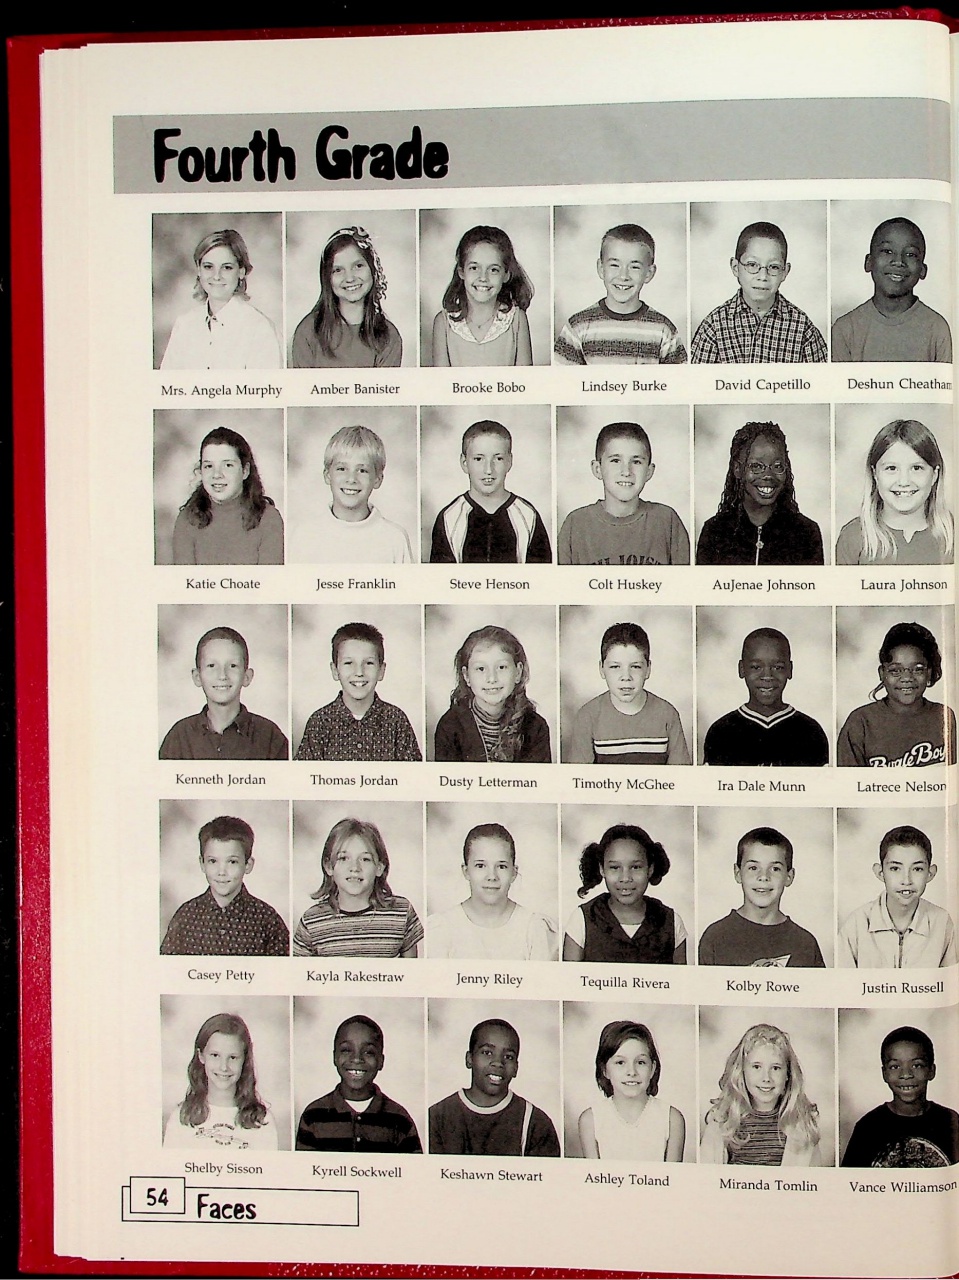 Fourth Grade
Mrs. Angela Murphy Amber Banister Brooke Bobo Lindsey Burke David Capetillo Deshun Cheatham
Katie Choate Jesse Franklin Steve Henson Colt Huskey AuJenae Johnson Laura Johnson
Kenneth Jordan Thomas Jordan Dusty Letterman Timothy McGhee Ira Dale Munn Latrece Nelson
Casey Petty Kayla Rakestraw Jenny Riley Tequilla Rivera Kolby Rowe Justin Russell
Shelby Sisson Kyrell Sockwell Keshawn Stewart Ashley Toland Miranda Tomlin Vance Williamson
54 Faces